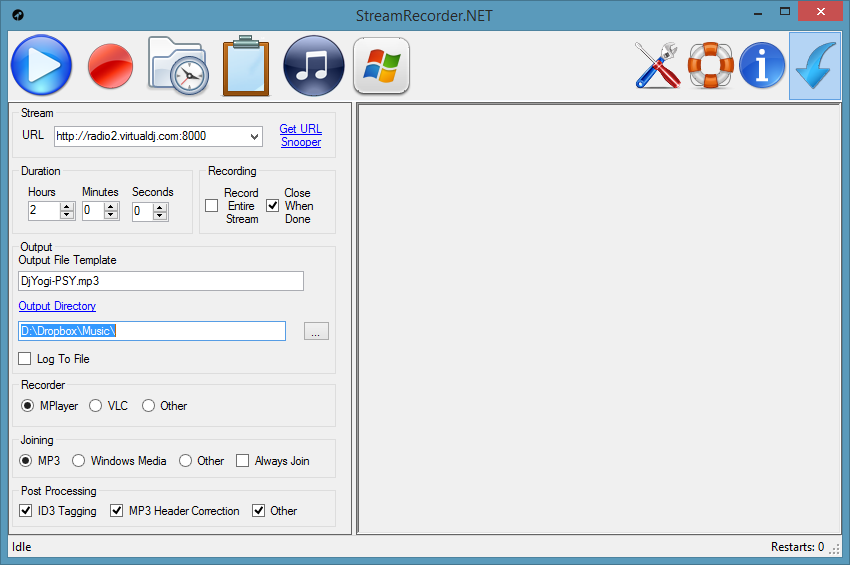 StreamRecorder.NET
Stream
URL
http://radio2.virtualdj.com:8000
Get URL
Snooper
Duration
Hours
Minutes
Seconds
2
0
0
Recording
Record
Entire
Stream
Close
When
Done
Output
Output File Template
DjYogi-PSY.mp3
Output Directory
D:\Dropbox\Music\
...
Log To File
Recorder
MPlayer
VLC
Other
Joining
MP3
Windows Media
Other
Always Join
Post Processing
ID3 Tagging
MP3 Header Correction
Other
Idle
Restarts: 0